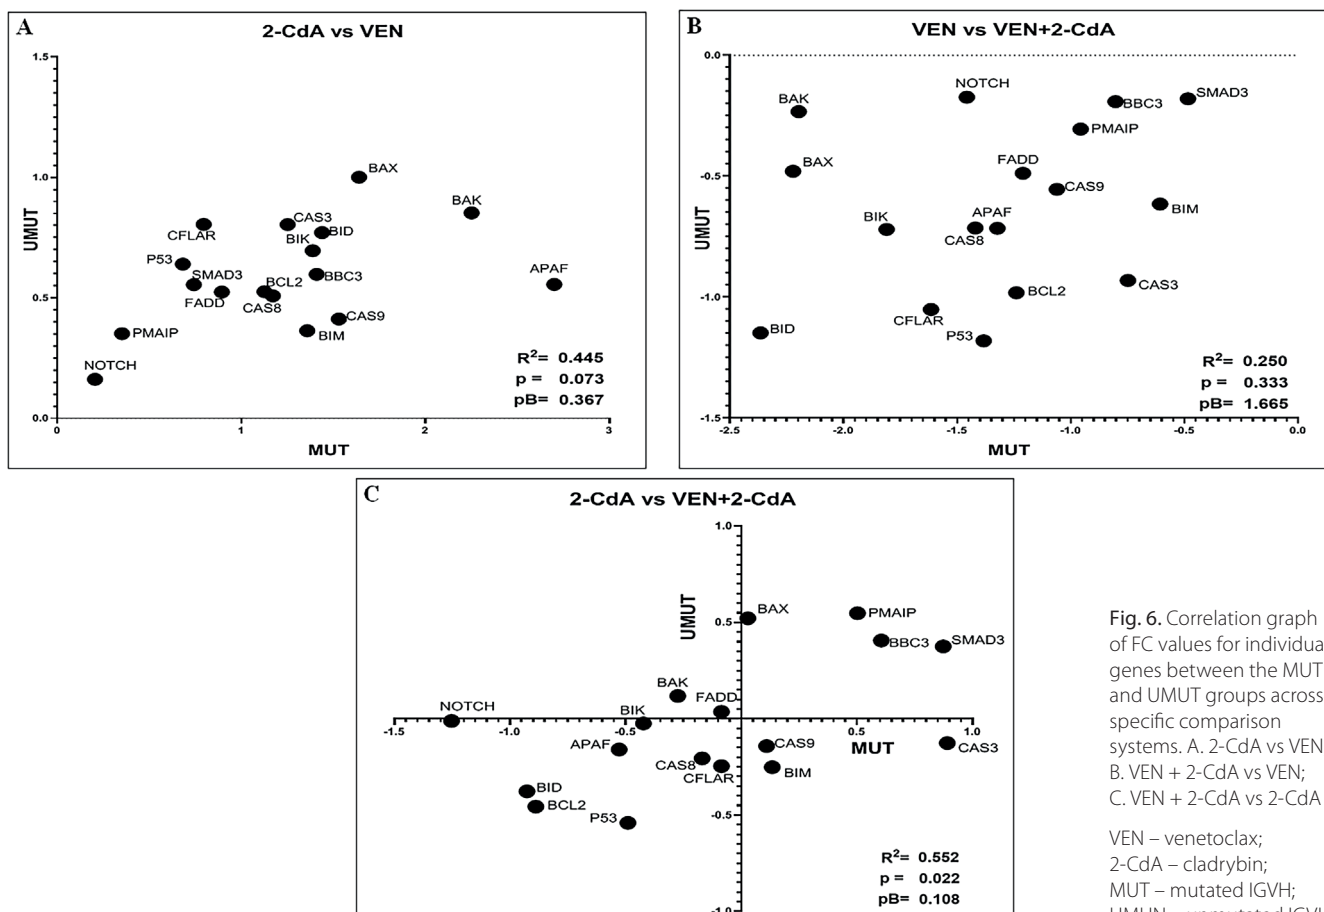 A
2-CdA vs VEN
1.5
1.0
0.5
0.0
UMUT
BAX
BAK
CAS3
CFLAR
BID
BIK
P53
APAF
SMAD3
BCL2
BBC3
FADD
CAS8
CAS9
PMAIP
BIM
NOTCH
R²= 0.445
p = 0.073
pB= 0.367
0
1
2
3
MUT
B
VEN vs VEN+2-CdA
0.0
-0.5
-1.0
-1.5
UMUT
NOTCH
SMAD3
BAK
BBC3
PMAIP
BAX
FADD
CAS9
BIK
APAF
BIM
CAS8
CAS3
BCL2
CFLAR
BID
P53
R²= 0.250
p = 0.333
pB= 1.665
-2.5
-2.0
-1.5
-1.0
-0.5
0.0
MUT
C
2-CdA vs VEN+2-CdA
1.0
0.5
-0.5
-1.0
UMUT
BAX
PMAIP
BBC3
SMAD3
BAK
FADD
NOTCH
BIK
-1.5
-1.0
-0.5
0.5
1.0
MUT
APAF
CAS9
CAS3
CAS8
CFLAR
BIM
BID
BCL2
P53
R²= 0.552
p = 0.022
pB= 0.108
Fig. 6. Correlation graph
of FC values for individua
genes between the MUT
and UMUT groups across
specific comparison
systems. A. 2-CdA vs VEN
B. VEN + 2-CdA vs VEN;
C. VEN + 2-CdA vs 2-CdA
VEN – venetoclax;
2-CdA – cladrybin;
MUT – mutated IGVH;
UMUN – unmutated